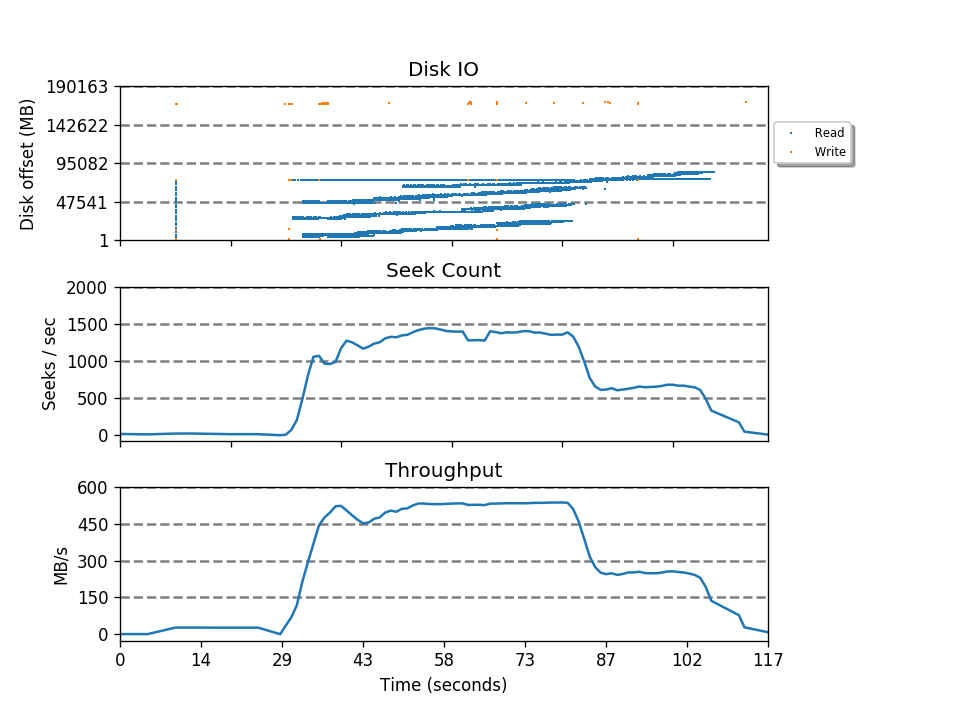 Disk IO
Disk offset (MB)
190163
142622
95082
47541
1
Read
Write
Seek Count
Seeks / sec
2000
1500
1000
500
0
Throughput
MB/s
600
450
300
150
0
0 14 29 43 58 73 87 102 117
Time (seconds)